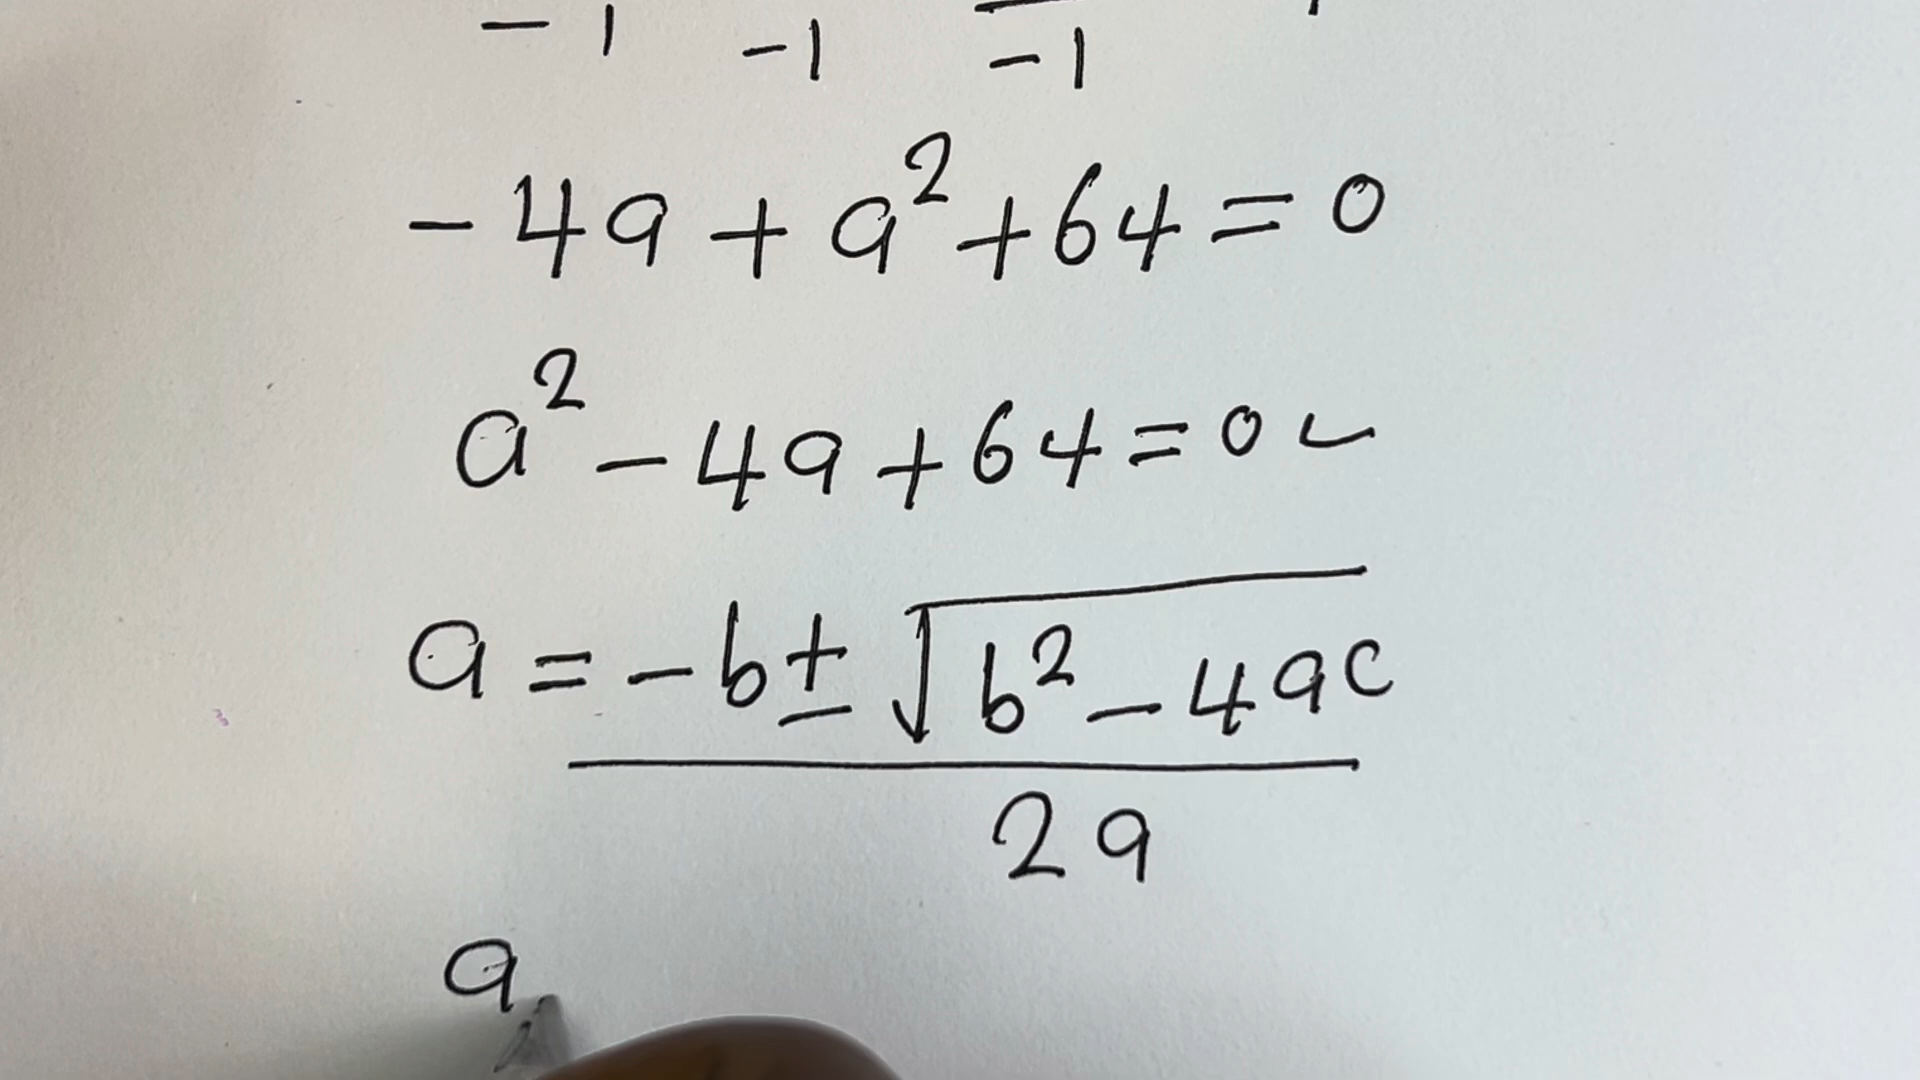 -1 -1 -1
-4a + a² + 64 = 0
a² - 4a + 64 = 0
a = -b ± √b² - 4ac
2a
a